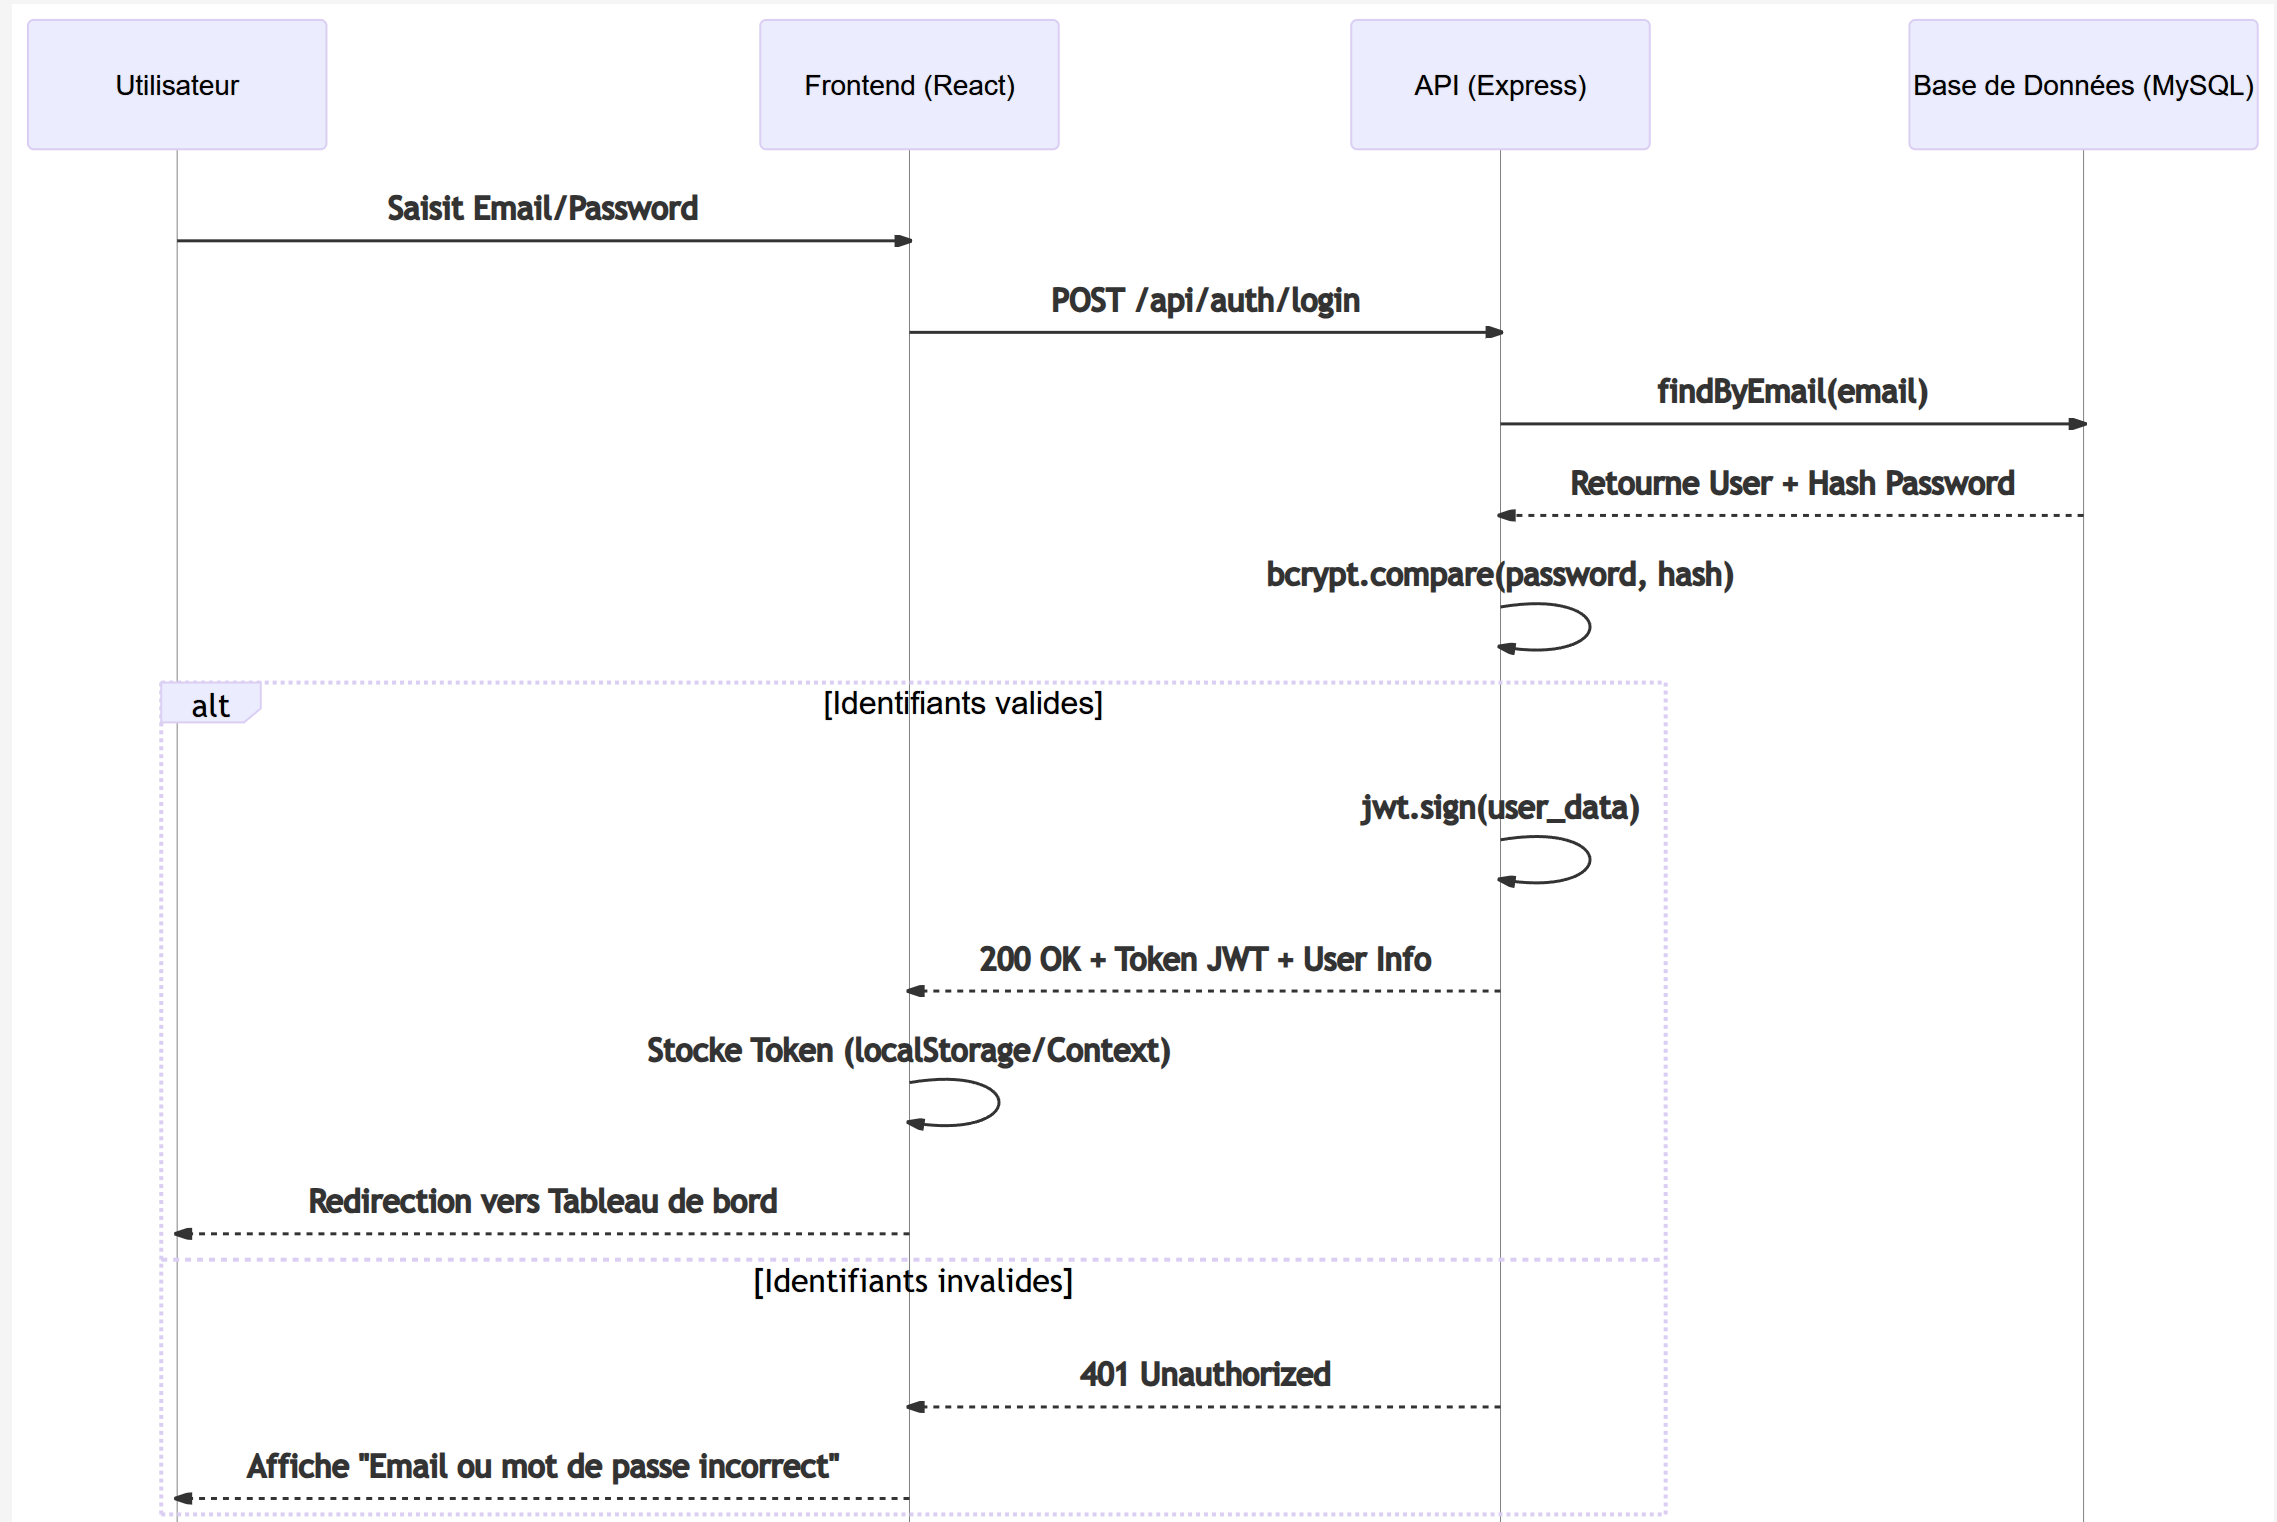 Utilisateur
Frontend (React)
API (Express)
Base de Données (MySQL)
Saisit Email/Password
POST /api/auth/login
findByEmail(email)
Retourne User + Hash Password
bcrypt.compare(password, hash)
alt
[Identifiants valides]
jwt.sign(user_data)
200 OK + Token JWT + User Info
Stocke Token (localStorage/Context)
Redirection vers Tableau de bord
[Identifiants invalides]
401 Unauthorized
Affiche "Email ou mot de passe incorrect"